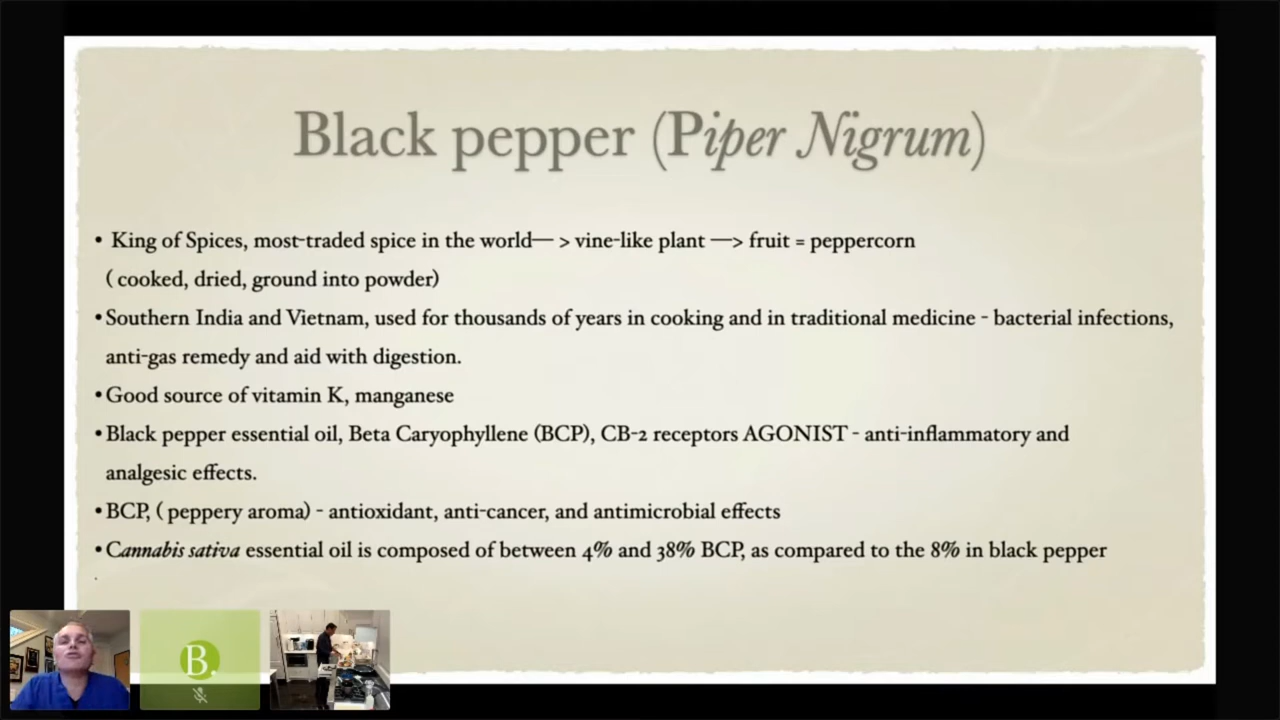 Black pepper (Piper Nigrum)
• King of Spices, most-traded spice in the world— > vine-like plant —> fruit = peppercorn
( cooked, dried, ground into powder)
• Southern India and Vietnam, used for thousands of years in cooking and in traditional medicine - bacterial infections,
anti-gas remedy and aid with digestion.
• Good source of vitamin K, manganese
• Black pepper essential oil, Beta Caryophyllene (BCP), CB-2 receptors AGONIST - anti-inflammatory and
analgesic effects.
• BCP, ( peppery aroma) - antioxidant, anti-cancer, and antimicrobial effects
• Cannabis sativa essential oil is composed of between 4% and 38% BCP, as compared to the 8% in black pepper
.
B.